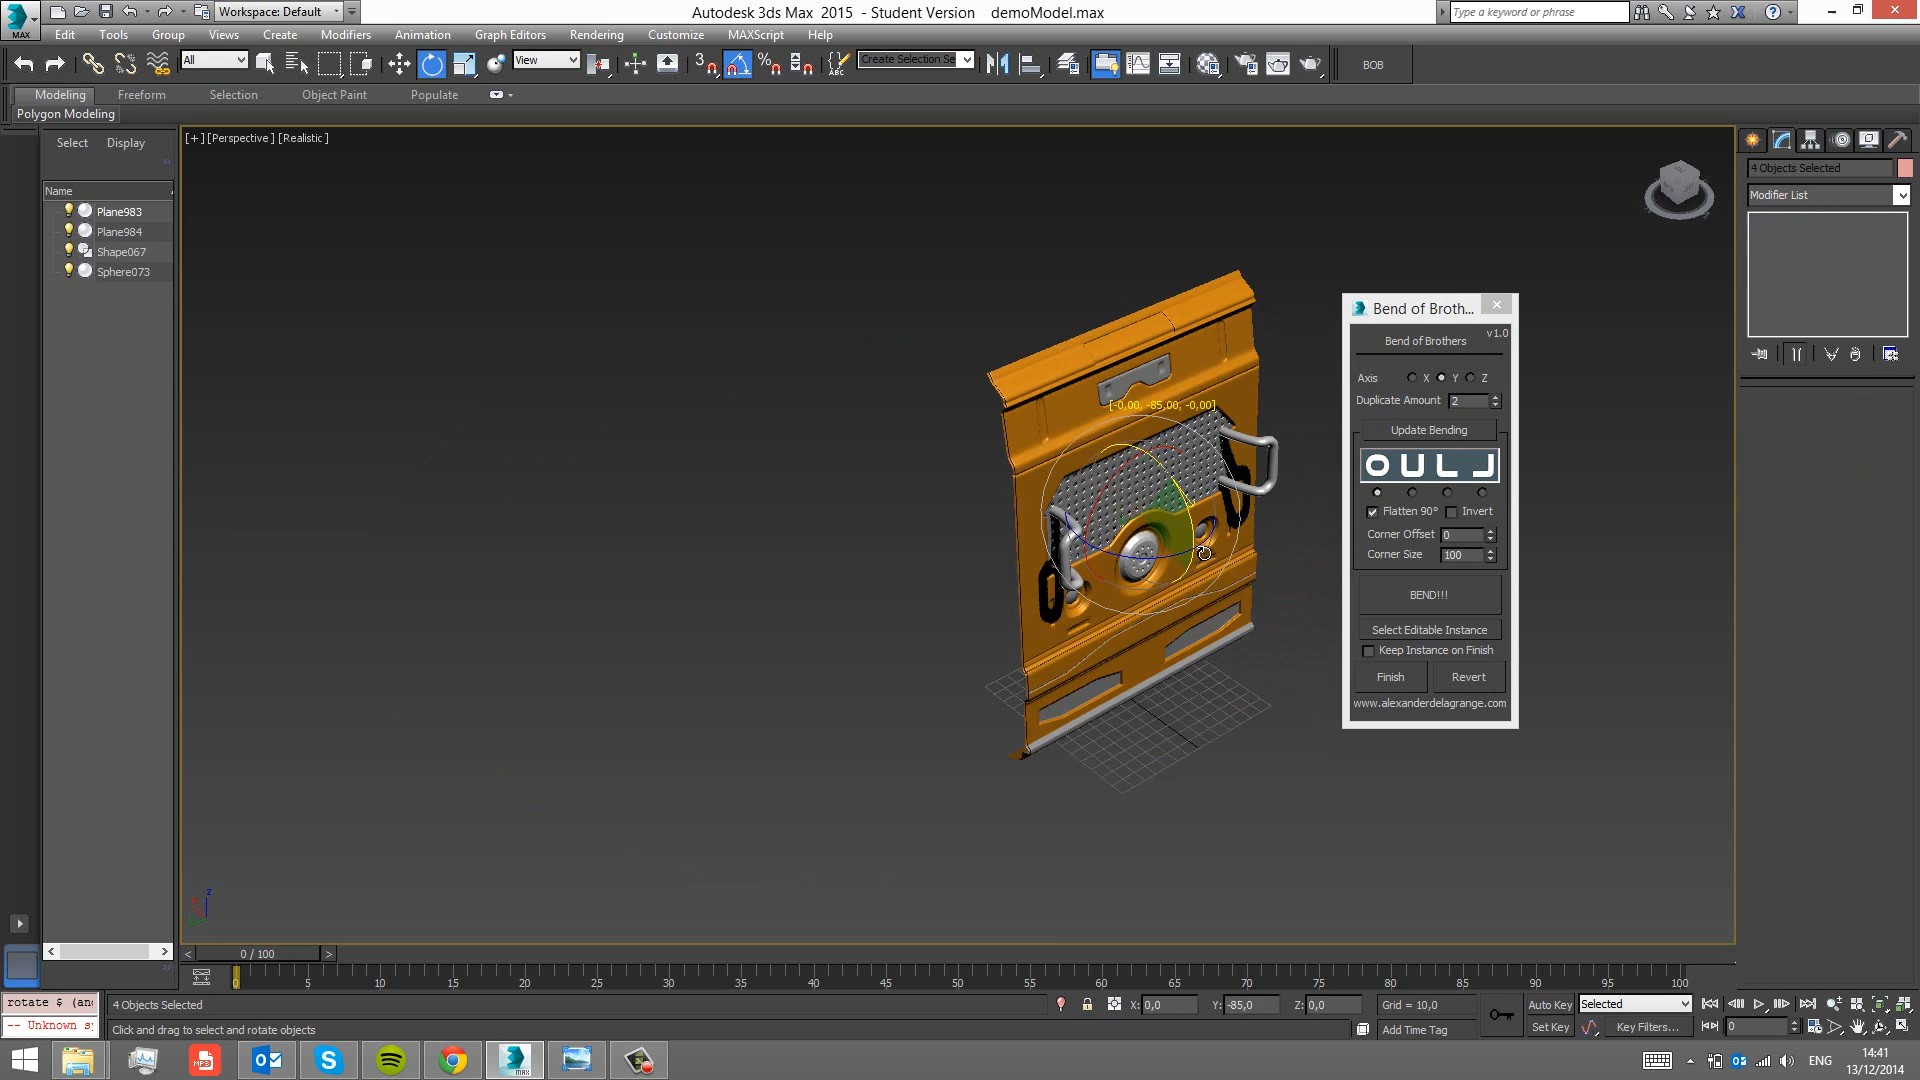 MAX
Workspace: Default
Autodesk 3ds Max 2015 - Student Version demoModel.max
Type a keyword or phrase
Edit Tools Group Views Create Modifiers Animation Graph Editors Rendering Customize MAXScript Help
All
View
3
ABC
Create Selection Se
BOB
Modeling Freeform Selection Object Paint Populate
Polygon Modeling
Select Display
[+] [Perspective] [Realistic]
4 Objects Selected
Modifier List
Name
Plane983
Plane984
Shape067
Sphere073
[-0,00, -85,00, -0,00]
Bend of Broth...
v1.0
Bend of Brothers
Axis X Y Z
Duplicate Amount 2
Update Bending
O U L J
Flatten 90° Invert
Corner Offset 0
Corner Size 100
BEND!!!
Select Editable Instance
Keep Instance on Finish
Finish Revert
www.alexanderdelagrange.com
z
< 0 / 100 >
0 5 10 15 20 25 30 35 40 45 50 55 60 65 70 75 80 85 90 95 100
rotate $ (an
4 Objects Selected
X: 0,0 Y: -85,0 Z: 0,0 Grid = 10,0
Auto Key Selected
-- Unknown s
Click and drag to select and rotate objects
Add Time Tag
Set Key Key Filters... 0
MP3
MAX
ENG
14:41
13/12/2014